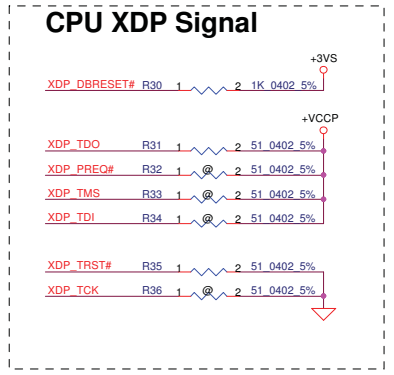 CPU XDP Signal
+3VS
XDP_DBRESET# R30 1 2 1K_0402_5%
+VCCP
XDP_TDO R31 1 2 51_0402_5%
XDP_PREQ# R32 1 @ 2 51_0402_5%
XDP_TMS R33 1 @ 2 51_0402_5%
XDP_TDI R34 1 @ 2 51_0402_5%
XDP_TRST# R35 1 2 51_0402_5%
XDP_TCK R36 1 @ 2 51_0402_5%